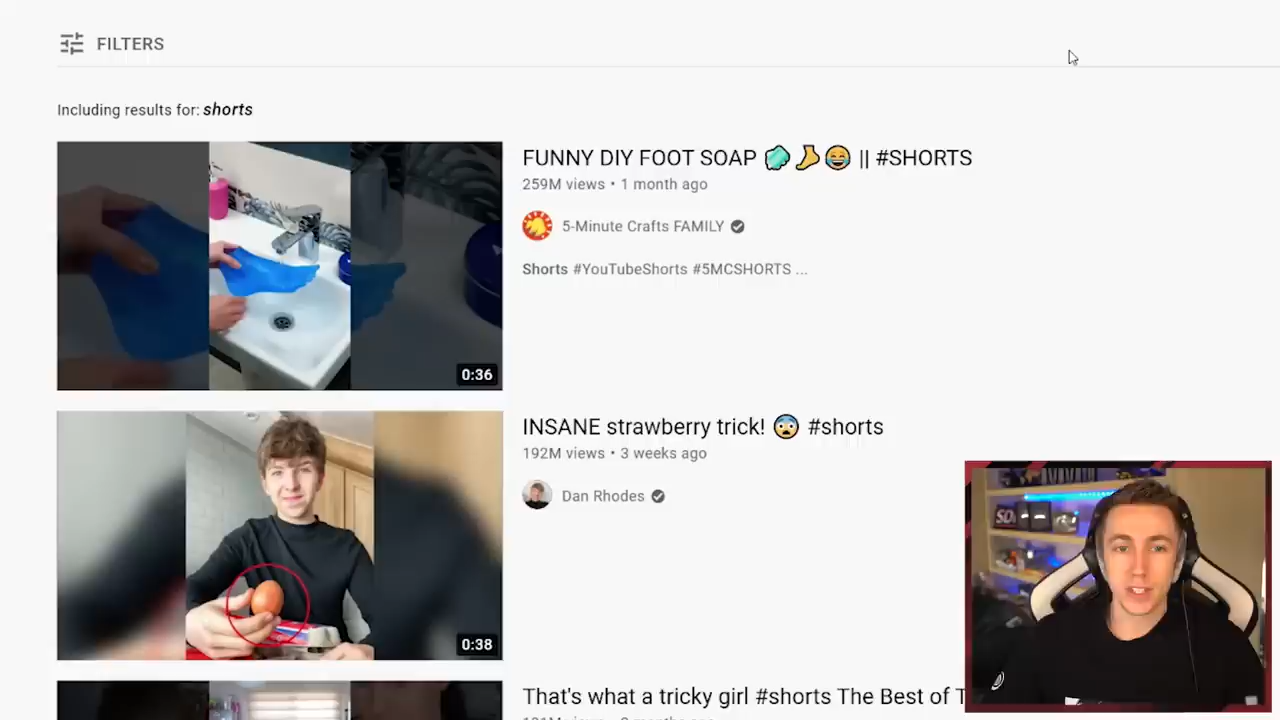 FILTERS
Including results for: shorts
FUNNY DIY FOOT SOAP 🧼🦶😂 || #SHORTS
259M views • 1 month ago
5-Minute Crafts FAMILY
Shorts #YouTubeShorts #5MCSHORTS ...
0:36
INSANE strawberry trick! 😨 #shorts
192M views • 3 weeks ago
Dan Rhodes
0:38
That's what a tricky girl #shorts The Best of